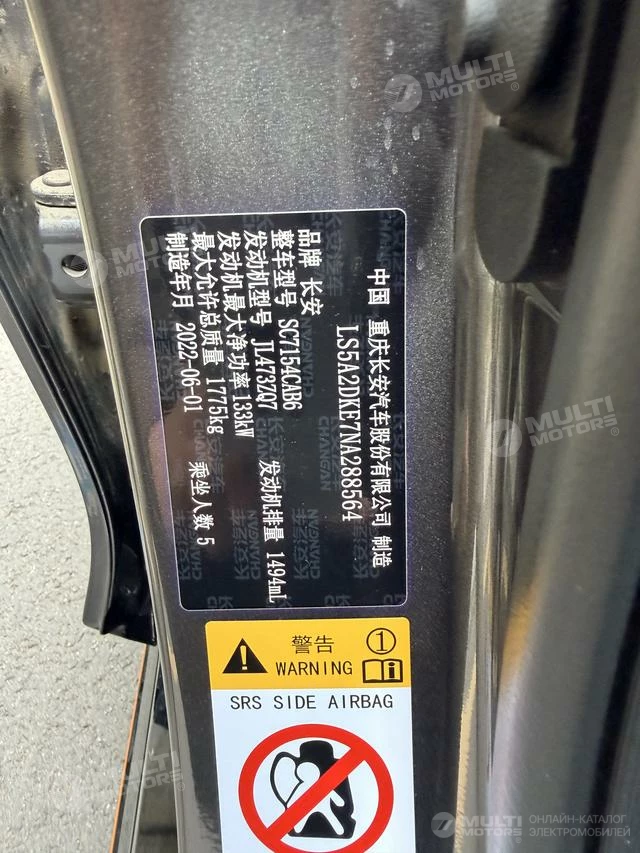 中国 重庆长安汽车股份有限公司 制造
LS5A2DKE7NA288564
品牌 长安
整车型号 SC7154CAB6
发动机型号 JL473ZQ7 发动机排量 1494mL
发动机最大净功率 133kW
最大允许总质量 1775kg 乘坐人数 5
制造年月 2022-06-01
警告 1
WARNING
SRS SIDE AIRBAG
MULTI
MOTORS
MULTI
MOTORS
MULTI
MOTORS
MULTI
MOTORS
ОНЛАЙН-КАТАЛОГ
ЭЛЕКТРОМОБИЛЕЙ